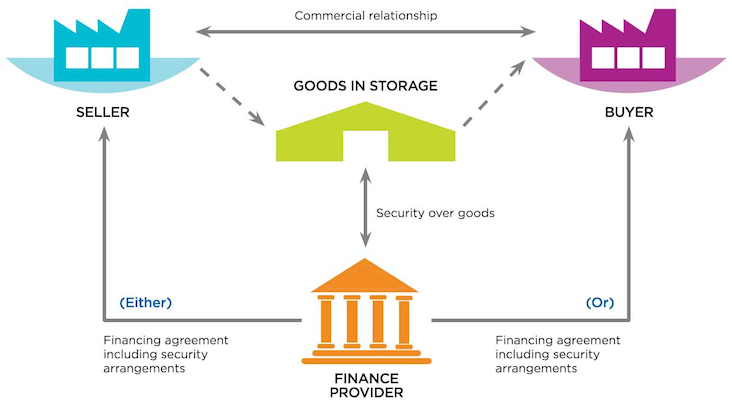 Commercial relationship
GOODS IN STORAGE
SELLER
BUYER
Security over goods
(Either)
(Or)
Financing agreement
including security
arrangements
Financing agreement
including security
arrangements
FINANCE
PROVIDER